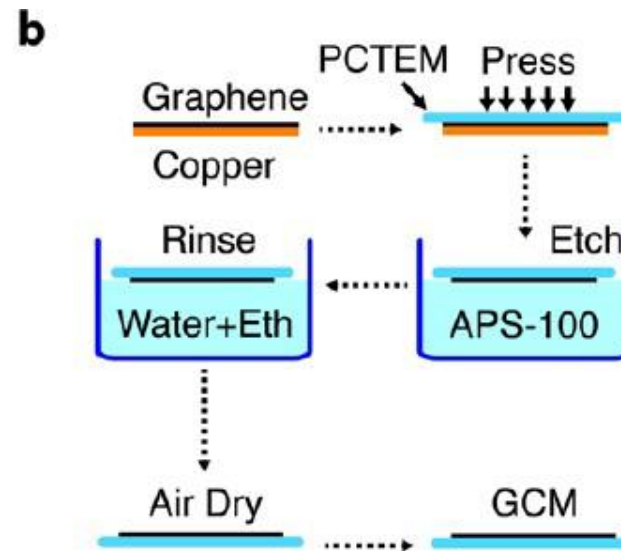 b
PCTEM Press
Graphene
Copper
Rinse Etch
Water+Eth APS-100
Air Dry GCM